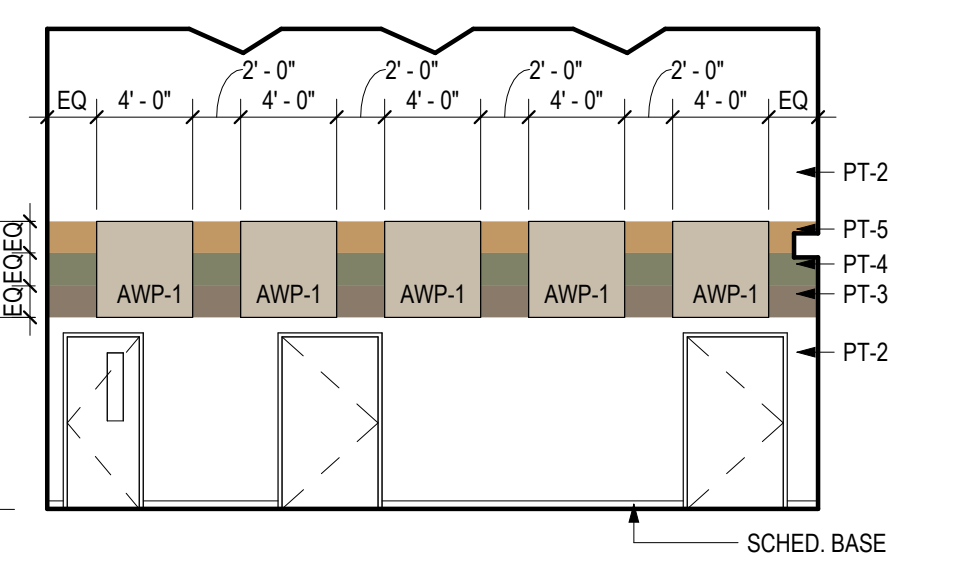 2' - 0" 2' - 0" 2' - 0" 2' - 0"
EQ 4' - 0" 4' - 0" 4' - 0" 4' - 0" EQ
PT-2
PT-5
EQ EQ EQ
PT-4
AWP-1 AWP-1 AWP-1 AWP-1 AWP-1
PT-3
PT-2
SCHED. BASE